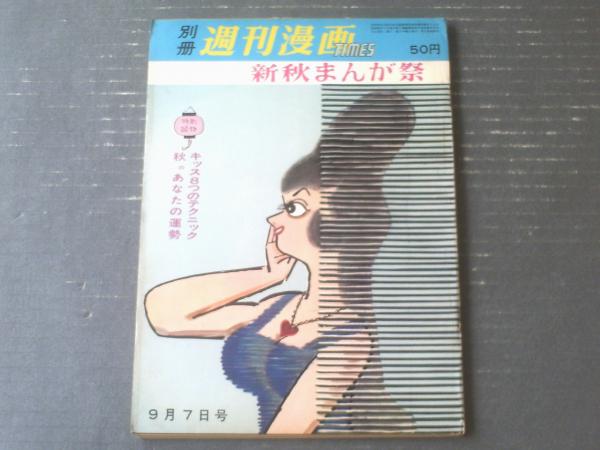 別冊
週刊漫画
TIMES
50円
新秋まんが祭
特別
読物
キッス8つのテクニック
秋・あなたの運勢
9月7日号